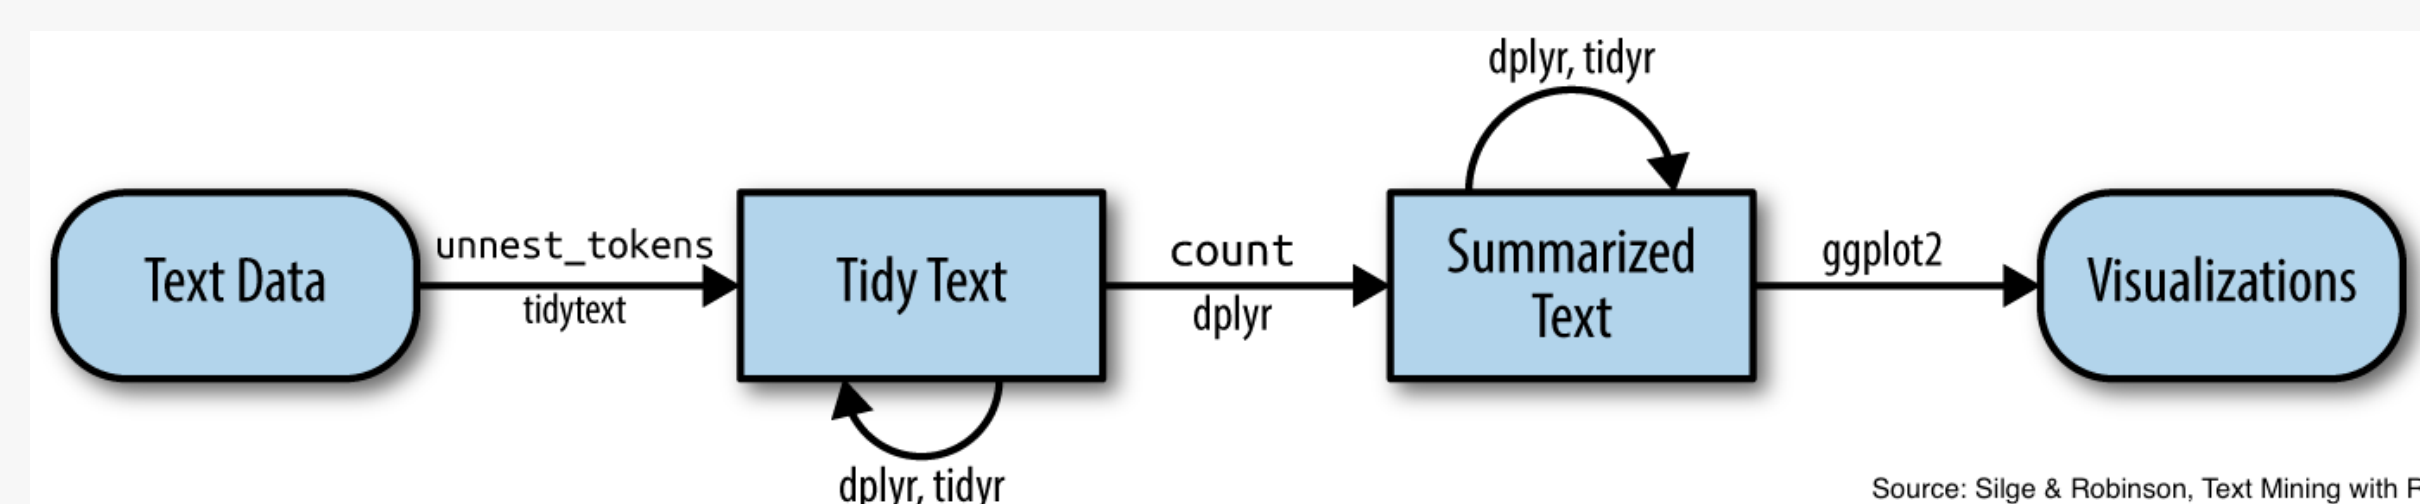 dplyr, tidyr
Text Data
unnest_tokens
tidytext
Tidy Text
count
dplyr
Summarized
Text
ggplot2
Visualizations
dplyr, tidyr
Source: Silge & Robinson, Text Mining with R